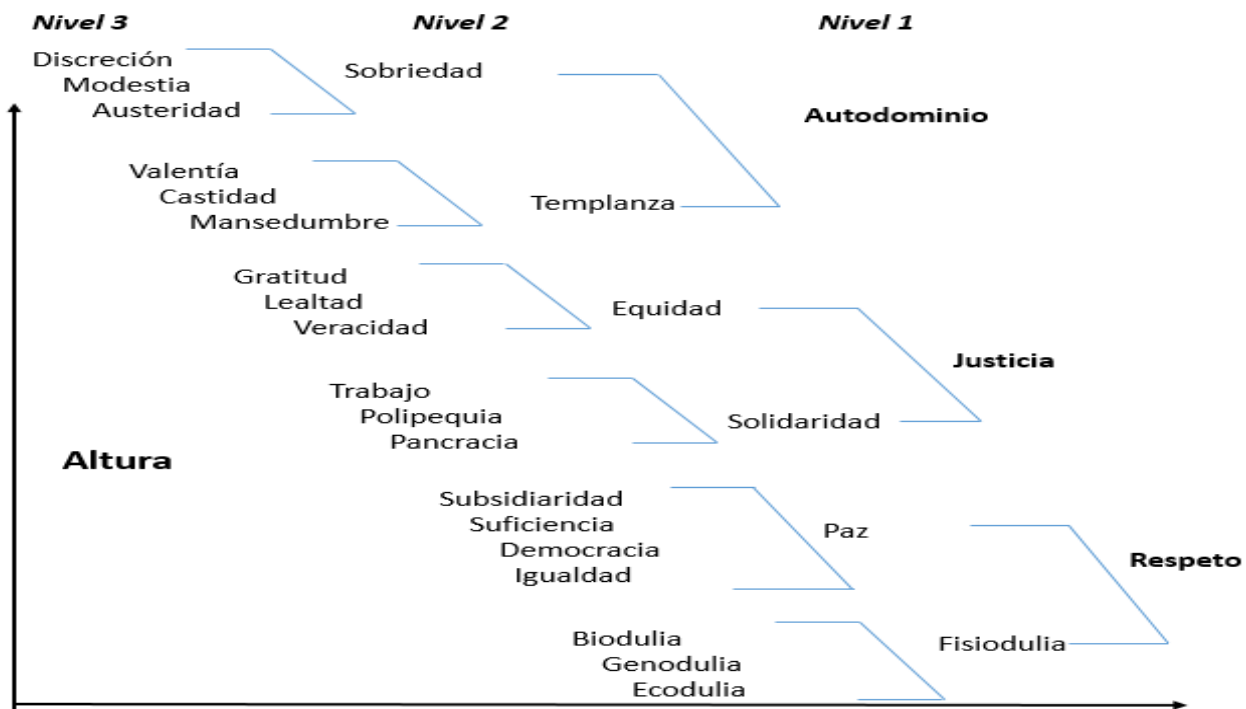 Nivel 3 Nivel 2 Nivel 1
Discreción
Modestia
Austeridad
Sobriedad
Autodominio
Valentía
Castidad
Mansedumbre
Templanza
Gratitud
Lealtad
Veracidad
Equidad
Justicia
Trabajo
Polipequia
Pancracia
Solidaridad
Altura
Subsidiaridad
Suficiencia
Democracia
Igualdad
Paz
Respeto
Biodulia
Genodulia
Ecodulia
Fisiodulia